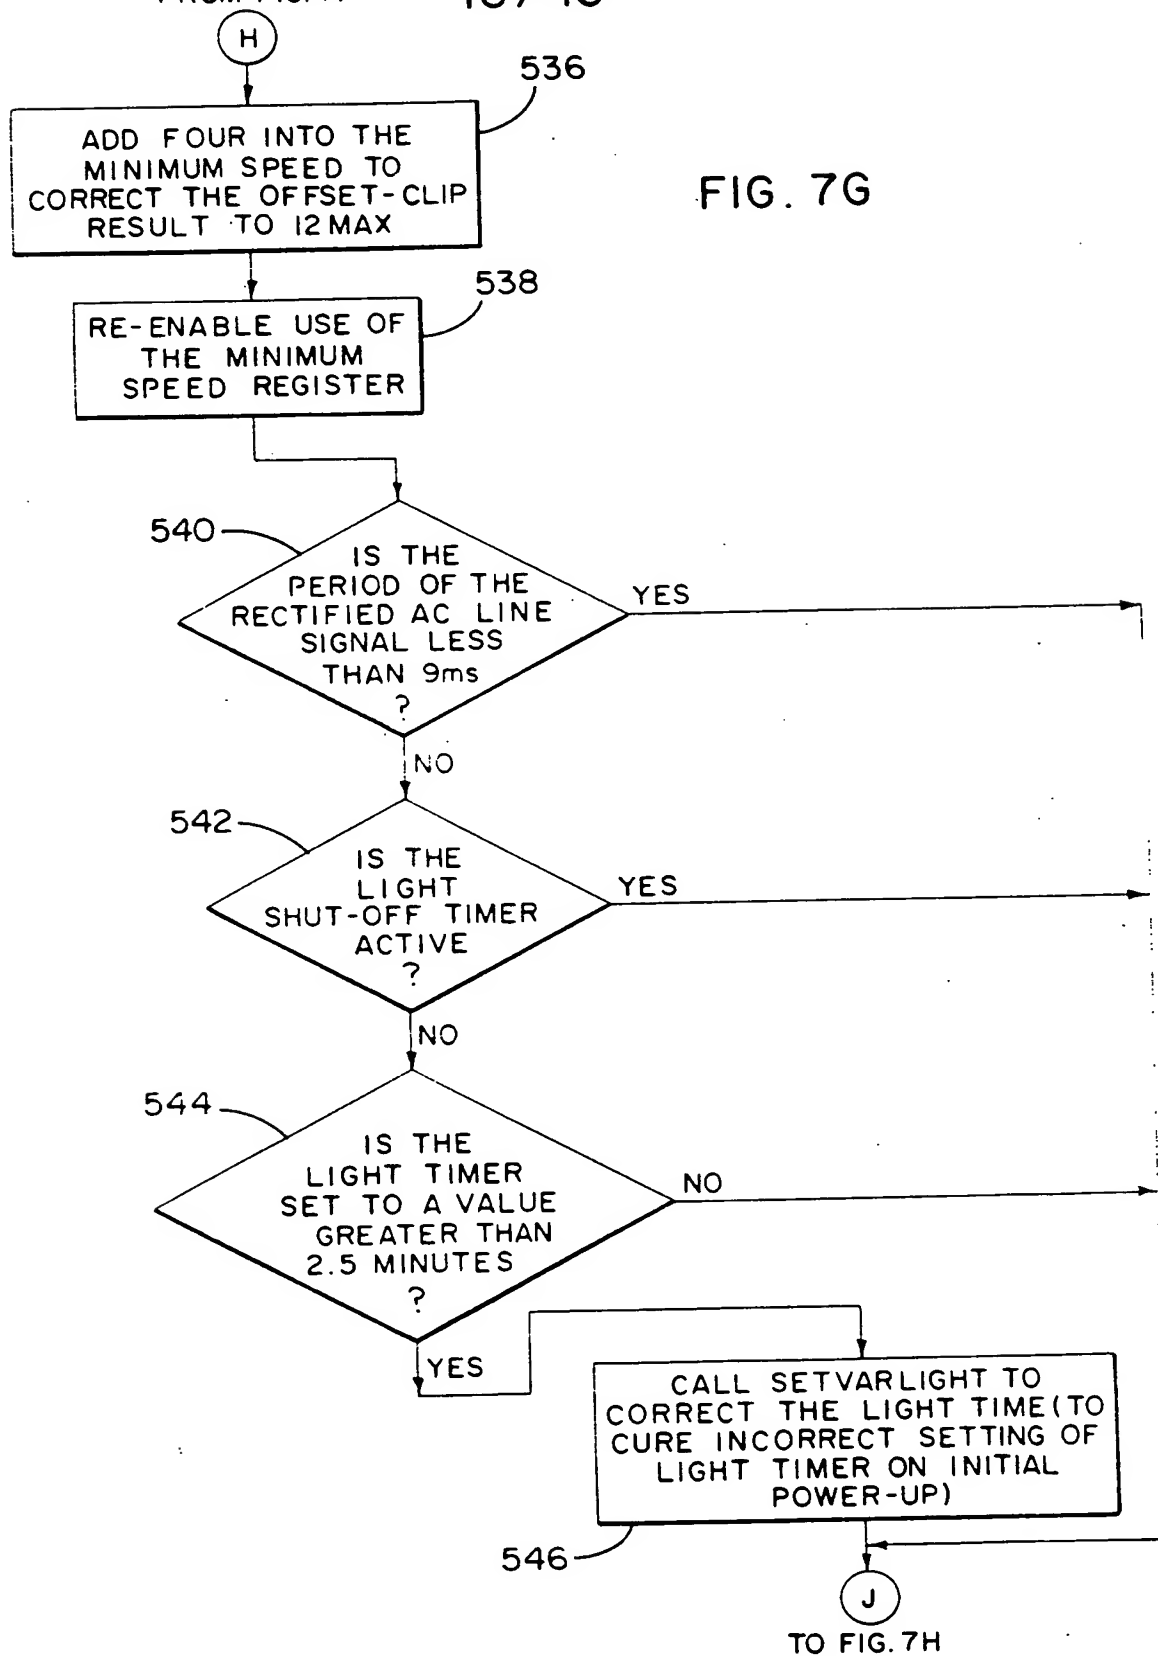 H
536
ADD FOUR INTO THE
MINIMUM SPEED TO
CORRECT THE OFFSET-CLIP
RESULT TO 12 MAX
FIG. 7G
538
RE-ENABLE USE OF
THE MINIMUM
SPEED REGISTER
540
IS THE
PERIOD OF THE
RECTIFIED AC LINE
SIGNAL LESS
THAN 9ms
?
YES
NO
542
IS THE
LIGHT
SHUT-OFF TIMER
ACTIVE
?
YES
NO
544
IS THE
LIGHT TIMER
SET TO A VALUE
GREATER THAN
2.5 MINUTES
?
NO
YES
CALL SETVARLIGHT TO
CORRECT THE LIGHT TIME(TO
CURE INCORRECT SETTING OF
LIGHT TIMER ON INITIAL
POWER-UP)
546
J
TO FIG. 7H